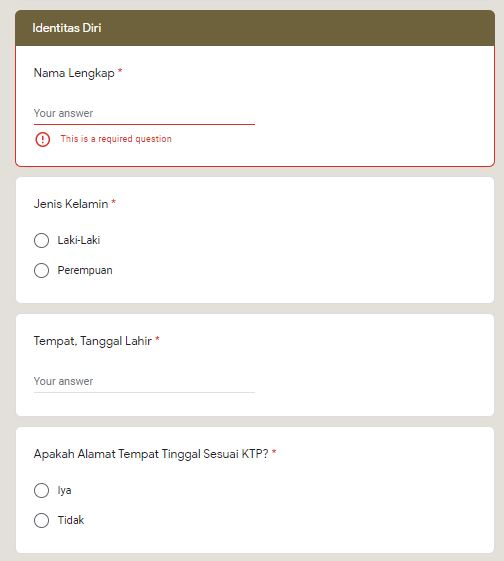 Identitas Diri
Nama Lengkap *
Your answer
This is a required question
Jenis Kelamin *
Laki-Laki
Perempuan
Tempat, Tanggal Lahir *
Your answer
Apakah Alamat Tempat Tinggal Sesuai KTP? *
Iya
Tidak